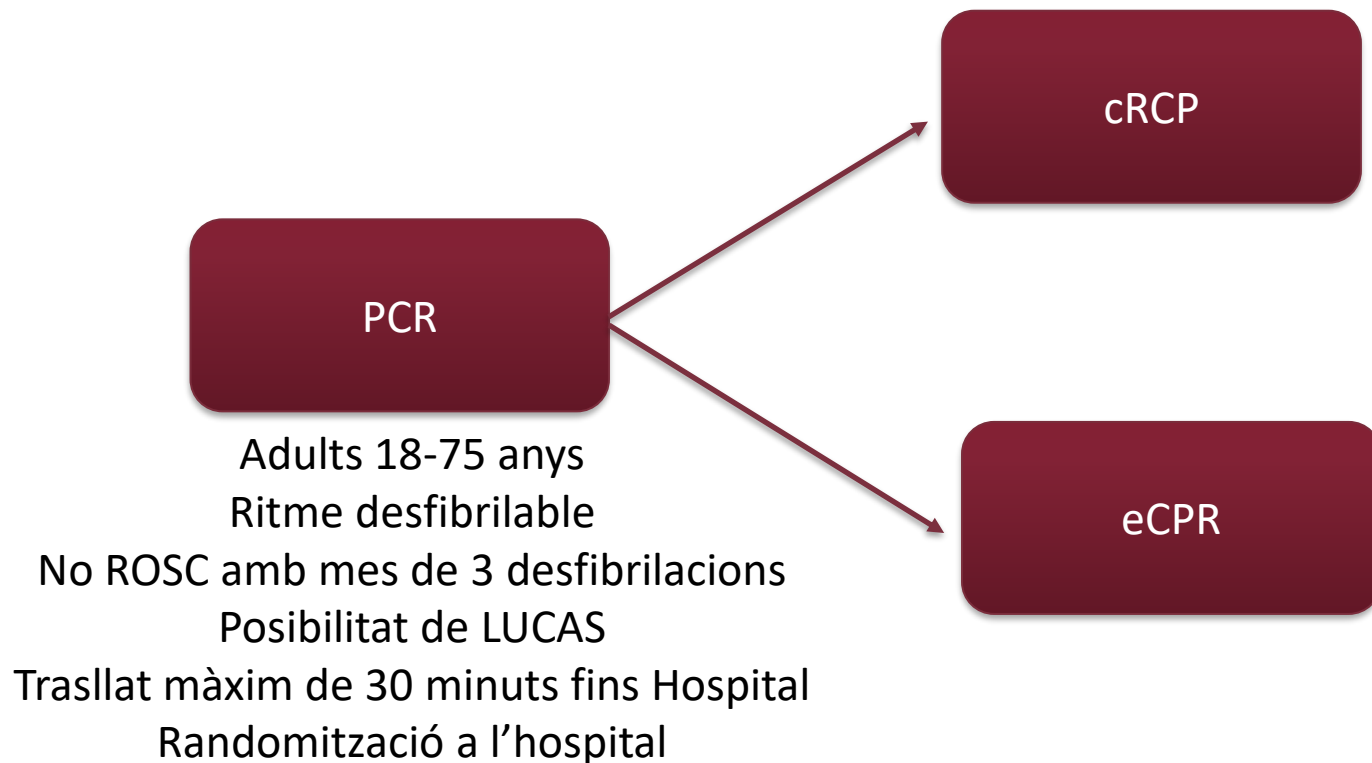 cRCP
PCR
Adults 18-75 anys
Ritme desfibrilable
No ROSC amb mes de 3 desfibrilacions
Posibilitat de LUCAS
Trasllat màxim de 30 minuts fins Hospital
Randomització a l’hospital
eCPR